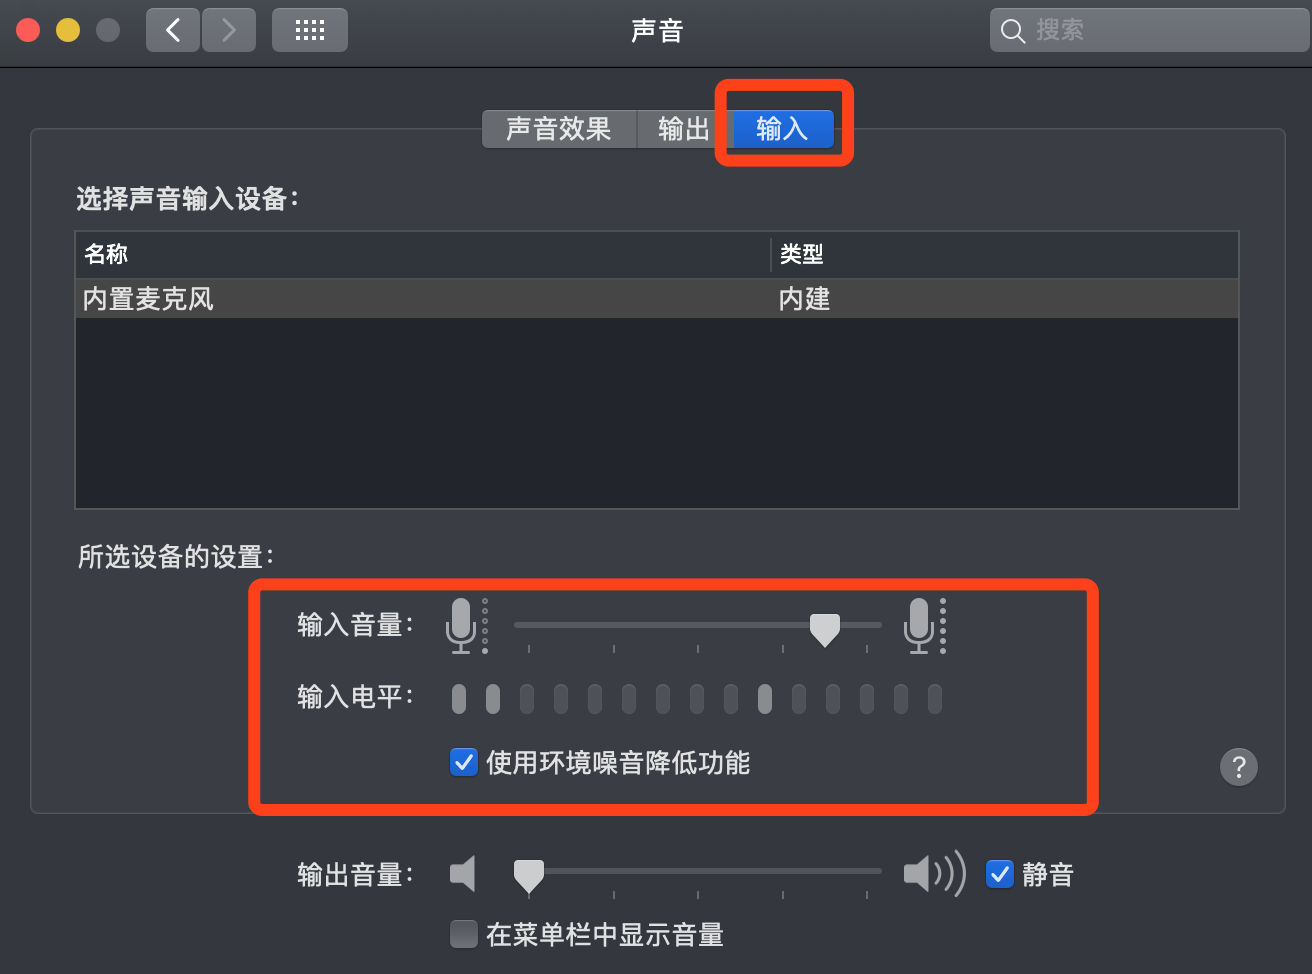 声音
搜索
声音效果 输出 输入
选择声音输入设备：
名称 类型
内置麦克风 内建
所选设备的设置：
输入音量：
输入电平：
使用环境噪音降低功能
?
输出音量： 静音
在菜单栏中显示音量